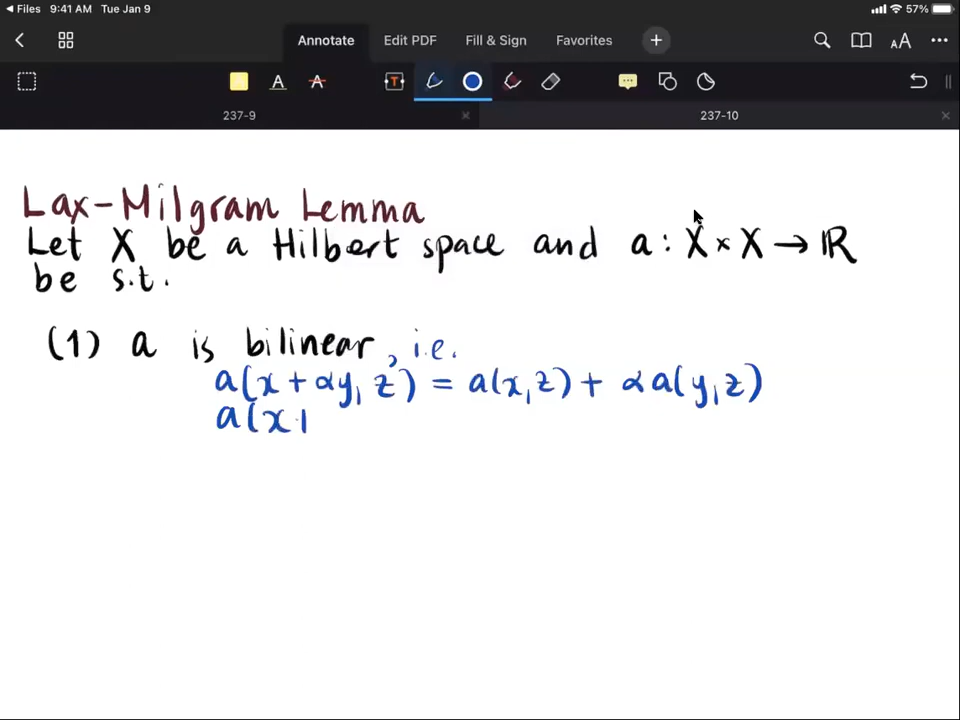 Files 9:41 AM Tue Jan 9 57%
Annotate Edit PDF Fill & Sign Favorites
237-9 237-10
Lax-Milgram Lemma
Let X be a Hilbert space and a : X × X → ℝ
be s.t.
(1) a is bilinear, i.e.
a(x + αy, z) = a(x, z) + α a(y, z)
a(x